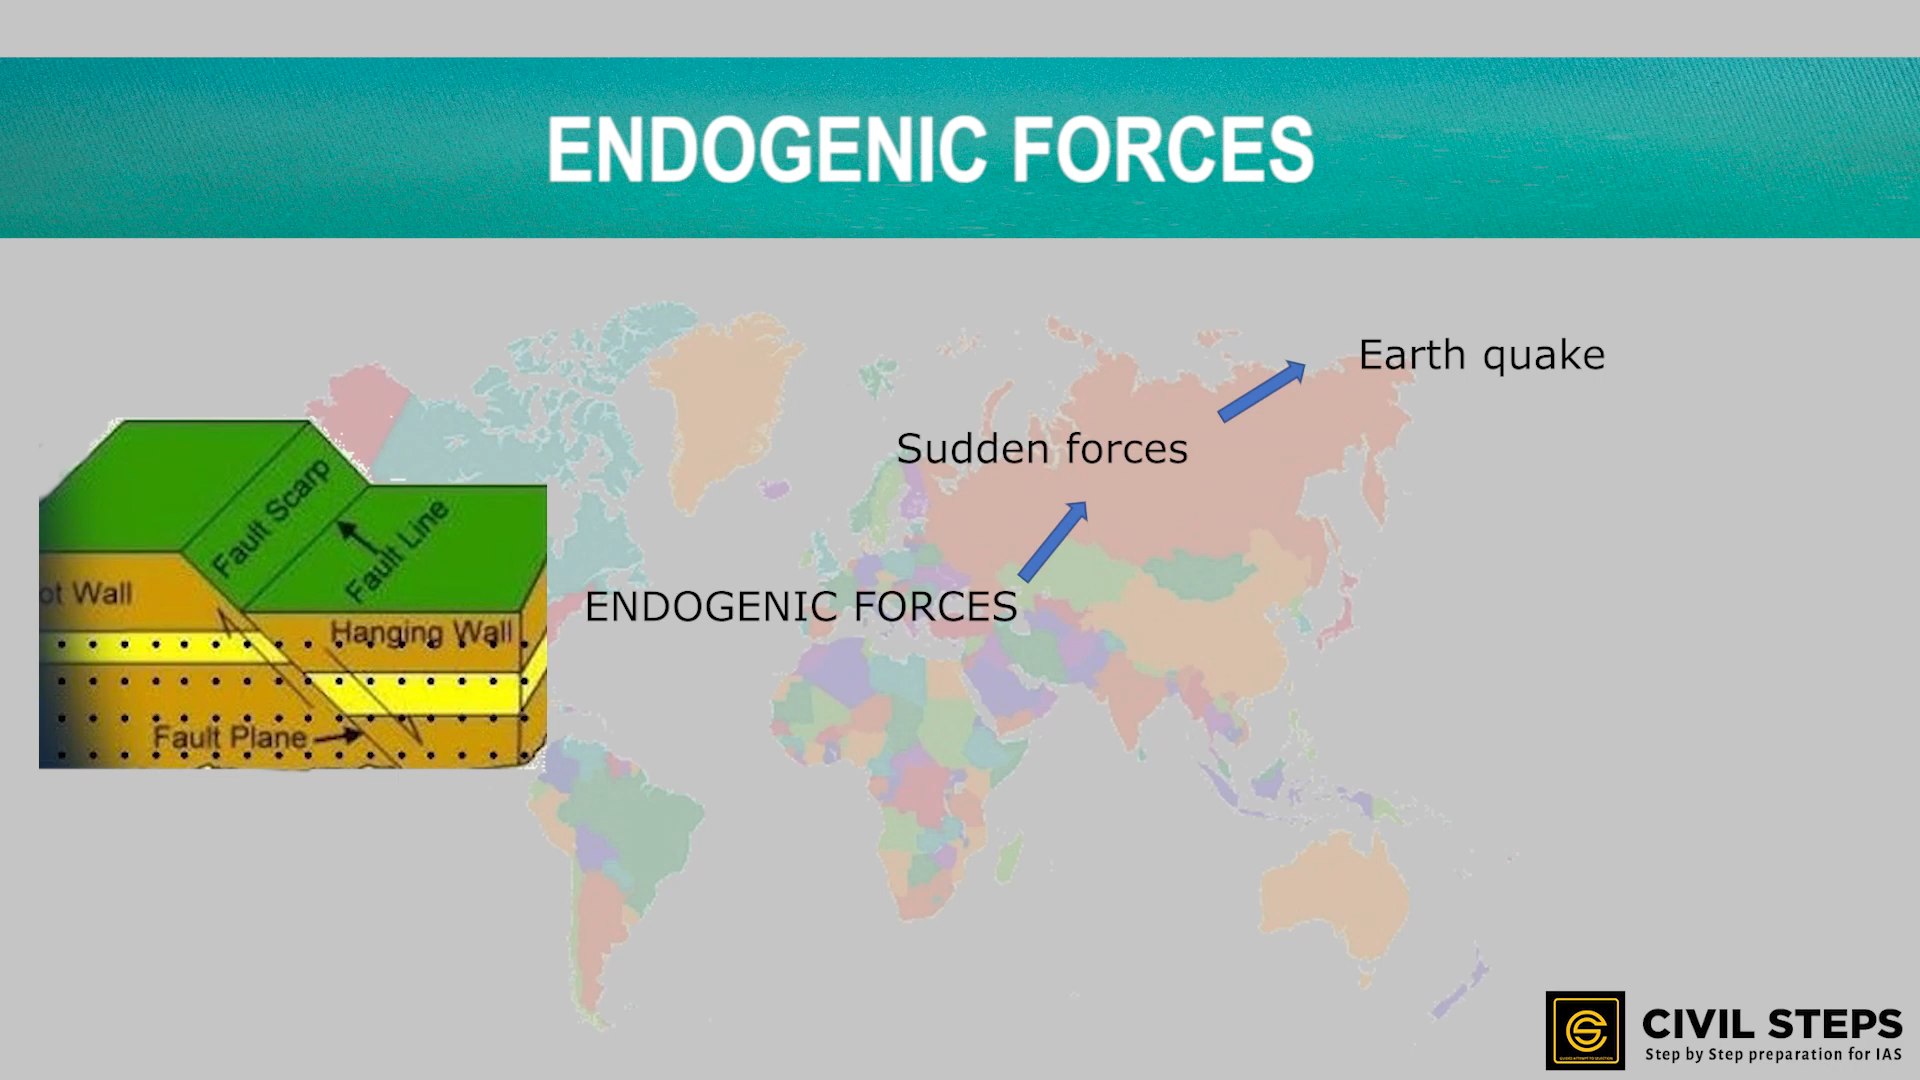 ENDOGENIC FORCES
Earth quake
Sudden forces
ENDOGENIC FORCES
Fault Scarp
Fault Line
ot Wall
Hanging Wall
Fault Plane
CIVIL STEPS
Step by Step preparation for IAS